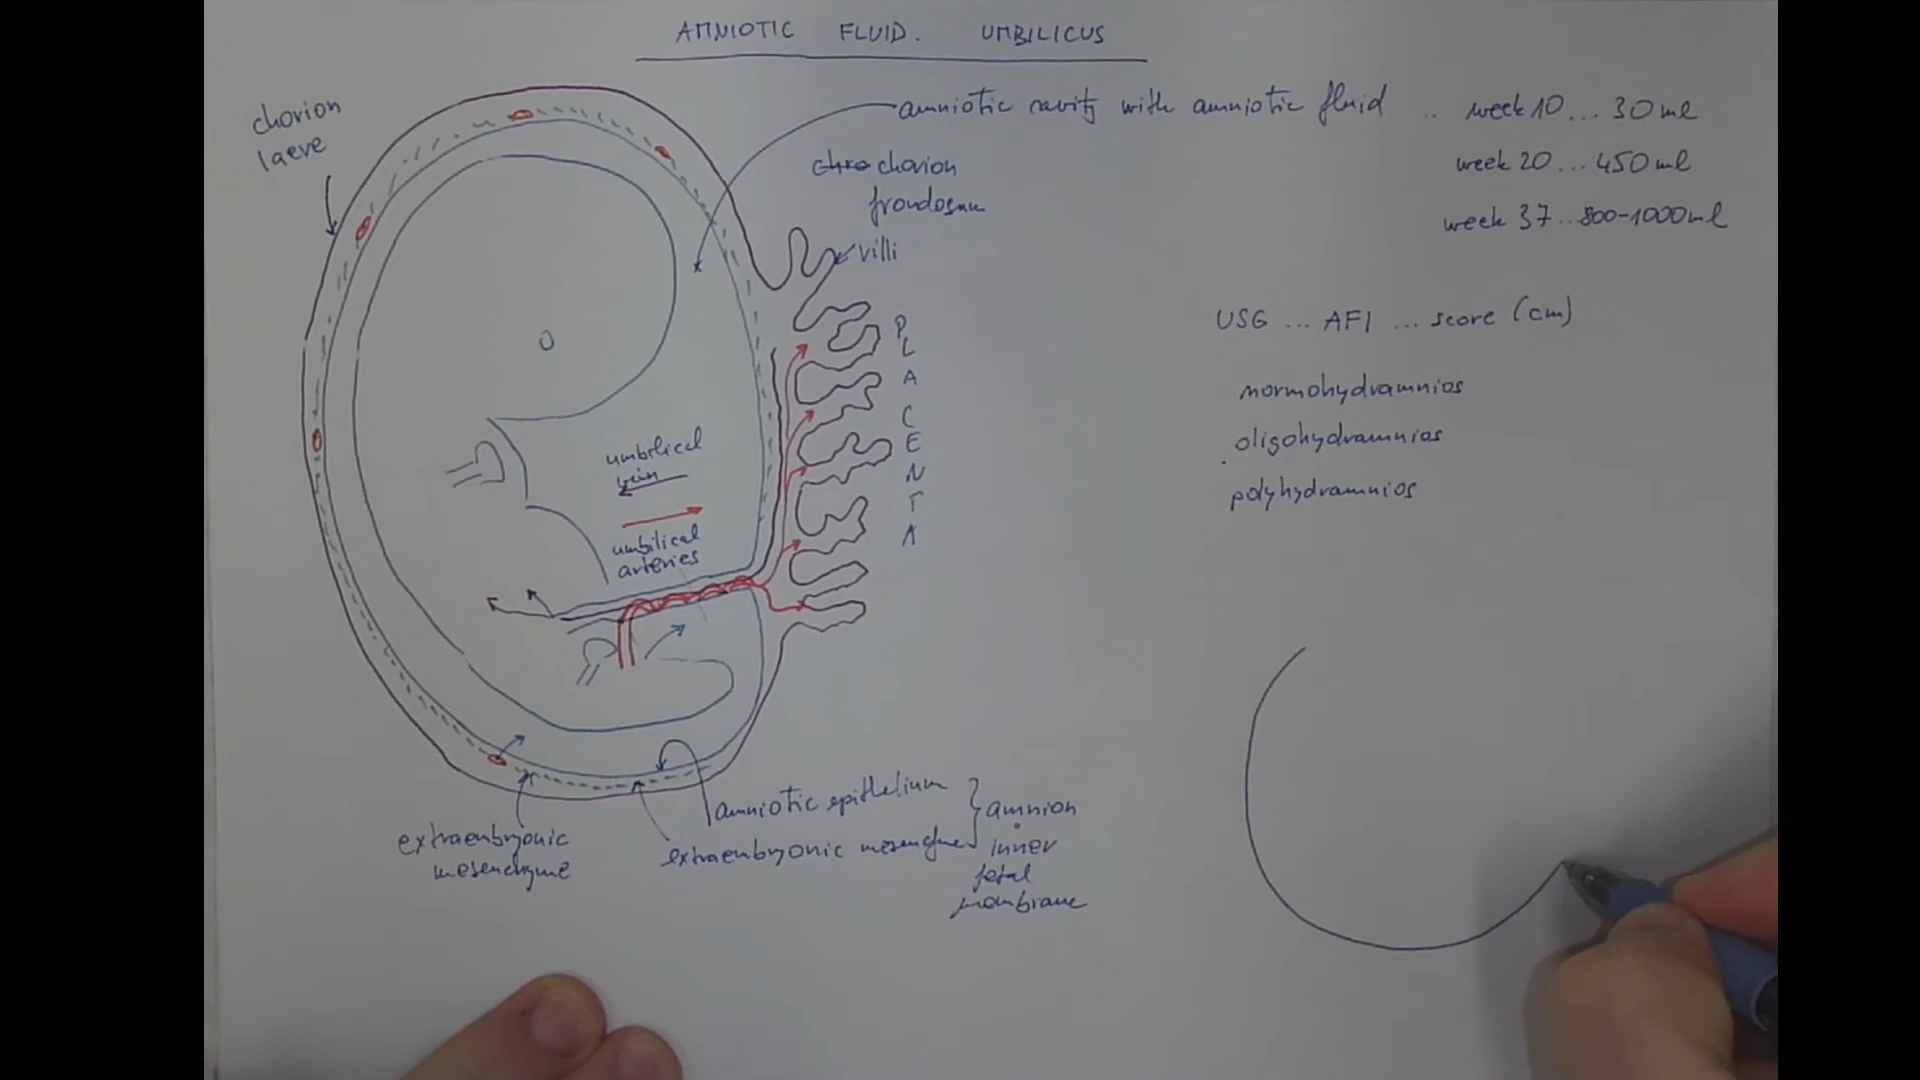 AMNIOTIC FLUID. UMBILICUS
chorion
laeve
amniotic cavity with amniotic fluid .. week 10 ... 30 ml
week 20 ... 450 ml
week 37 .. 800-1000 ml
chorion
frondosum
villi
PLACENTA
USG ... AFI ... score (cm)
normohydramnios
oligohydramnios
polyhydramnios
umbilical
vein
umbilical
arteries
extraembryonic
mesenchyme
amniotic epithelium
extraembryonic mesenchyme
amnion
inner
fetal
membrane